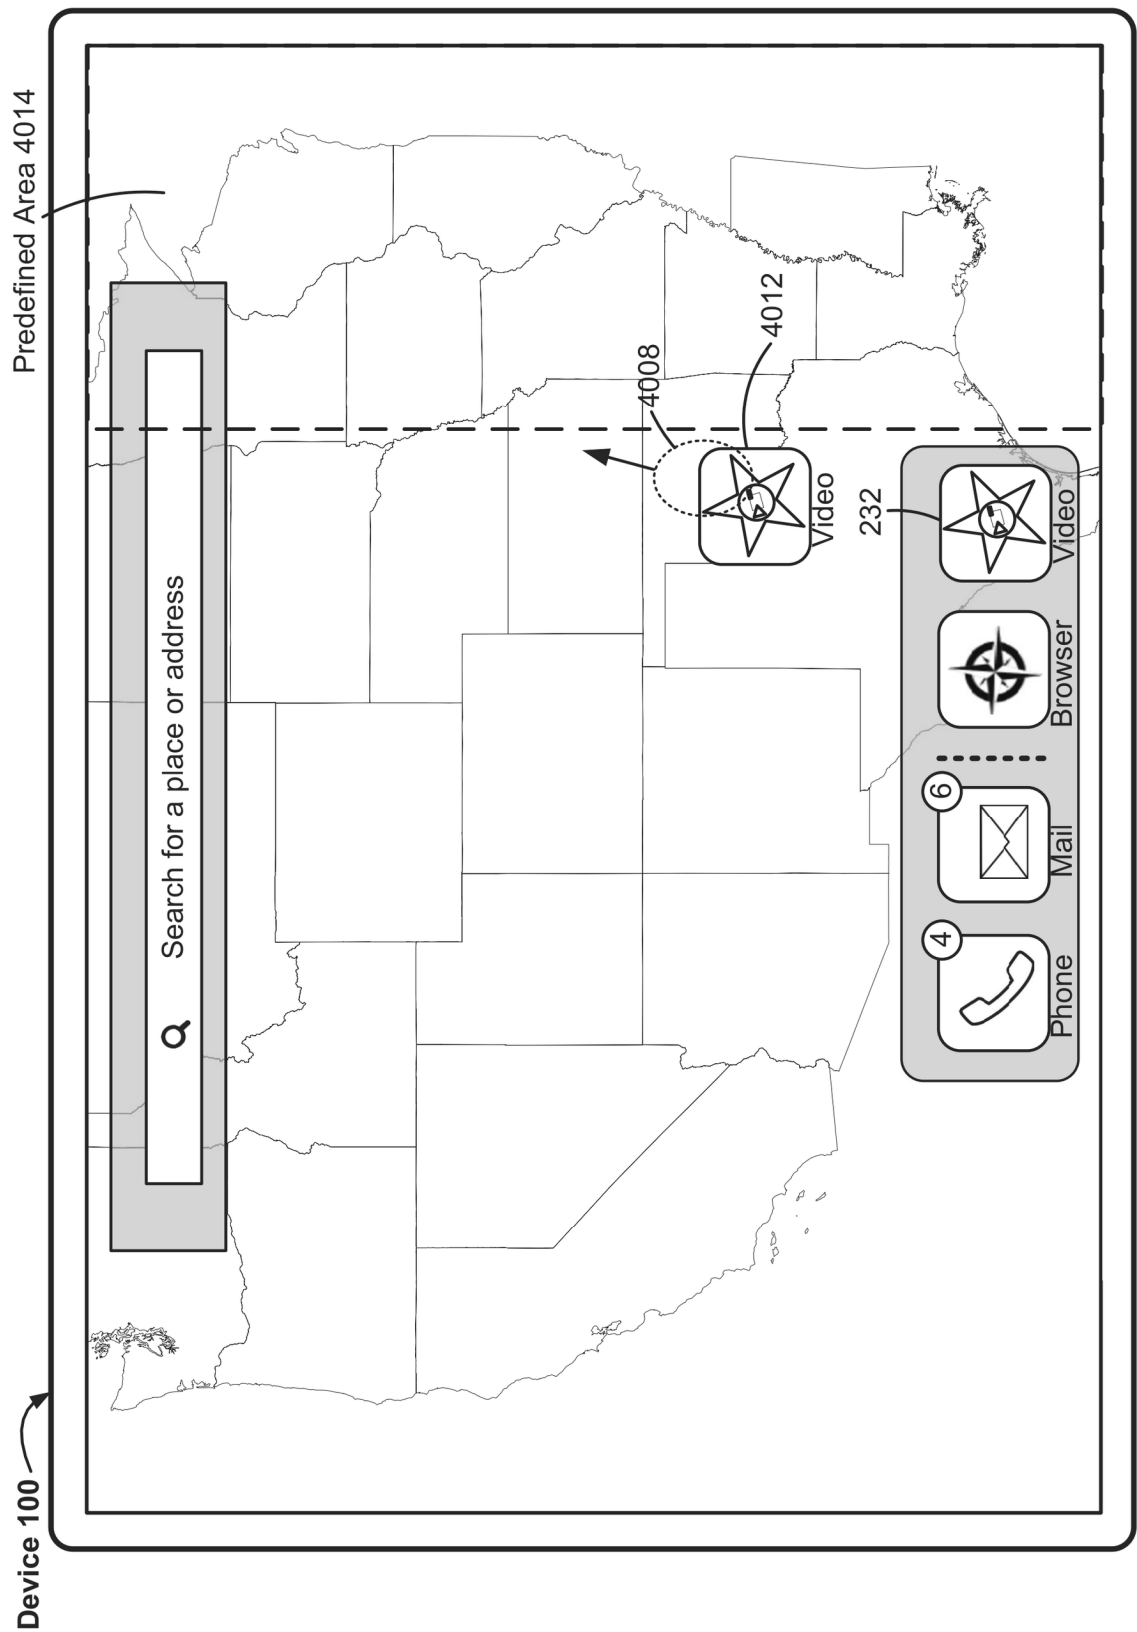 Device 100
Predefined Area 4014
Search for a place or address
4008
4012
Video
232
4
Phone
6
Mail
Browser
Video